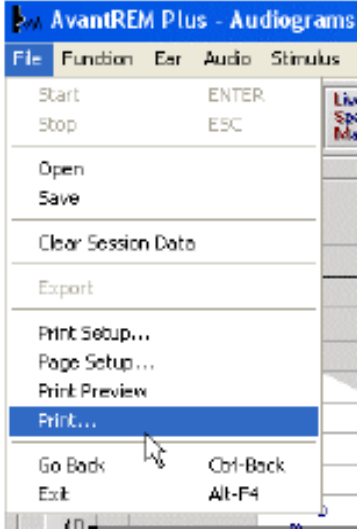 AvantREM Plus - Audiograms
File Function Ear Audio Stimulus
Start ENTER
Stop ESC
Open
Save
Clear Session Data
Export
Print Setup...
Page Setup...
Print Preview
Print...
Go Back Ctrl-Back
Exit Alt-F4